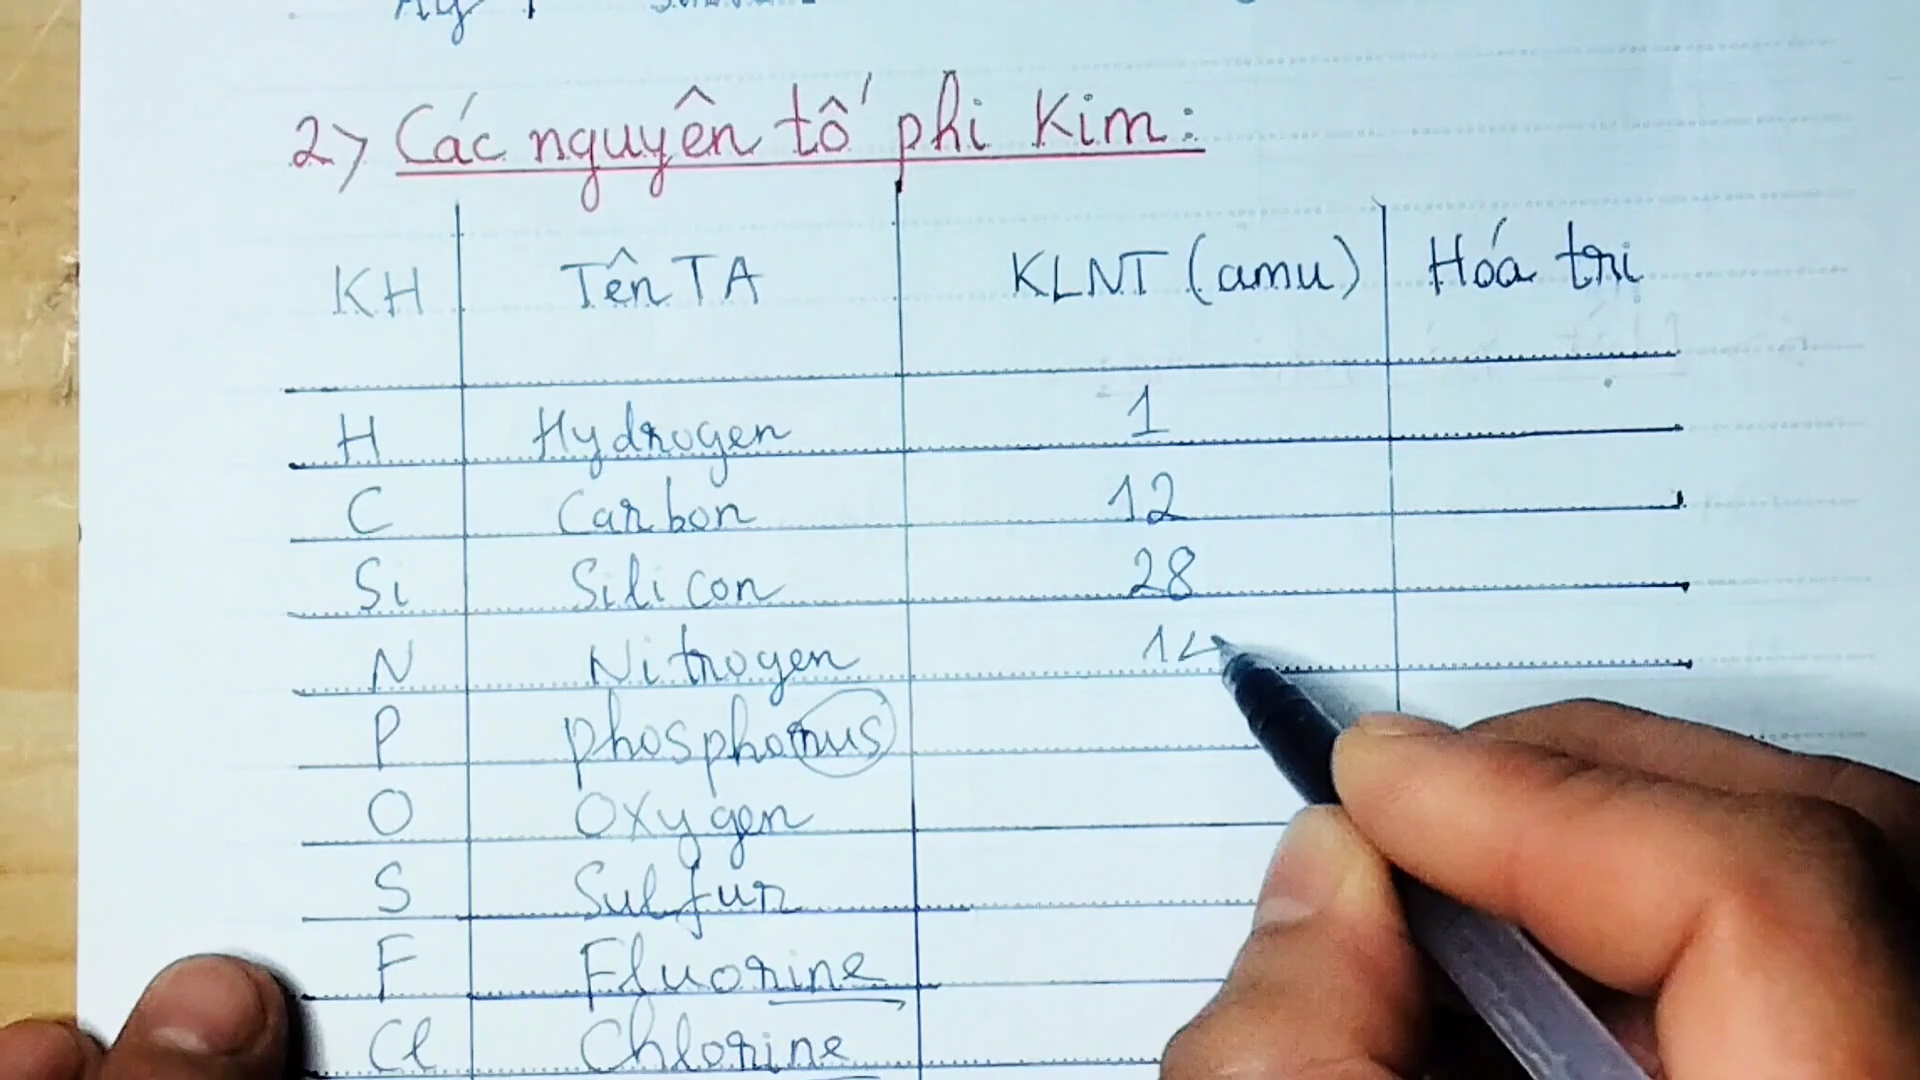 2) Các nguyên tố phi kim:
KH Tên TA KLNT (amu) Hóa trị
H Hydrogen 1
C Carbon 12
Si Silicon 28
N Nitrogen 14
P phosphorus
O Oxygen
S Sulfur
F Fluorine
Cl Chlorine